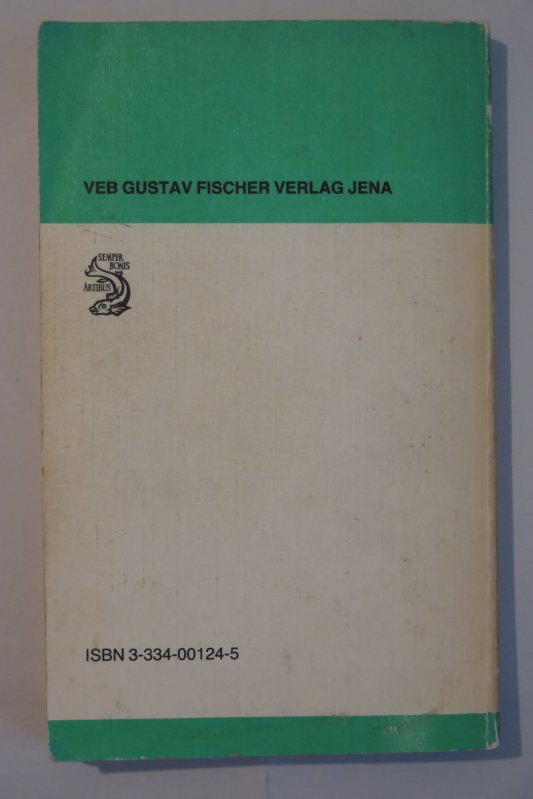 VEB GUSTAV FISCHER VERLAG JENA
SEMPER
BONIS
ARTIBUS
ISBN 3-334-00124-5